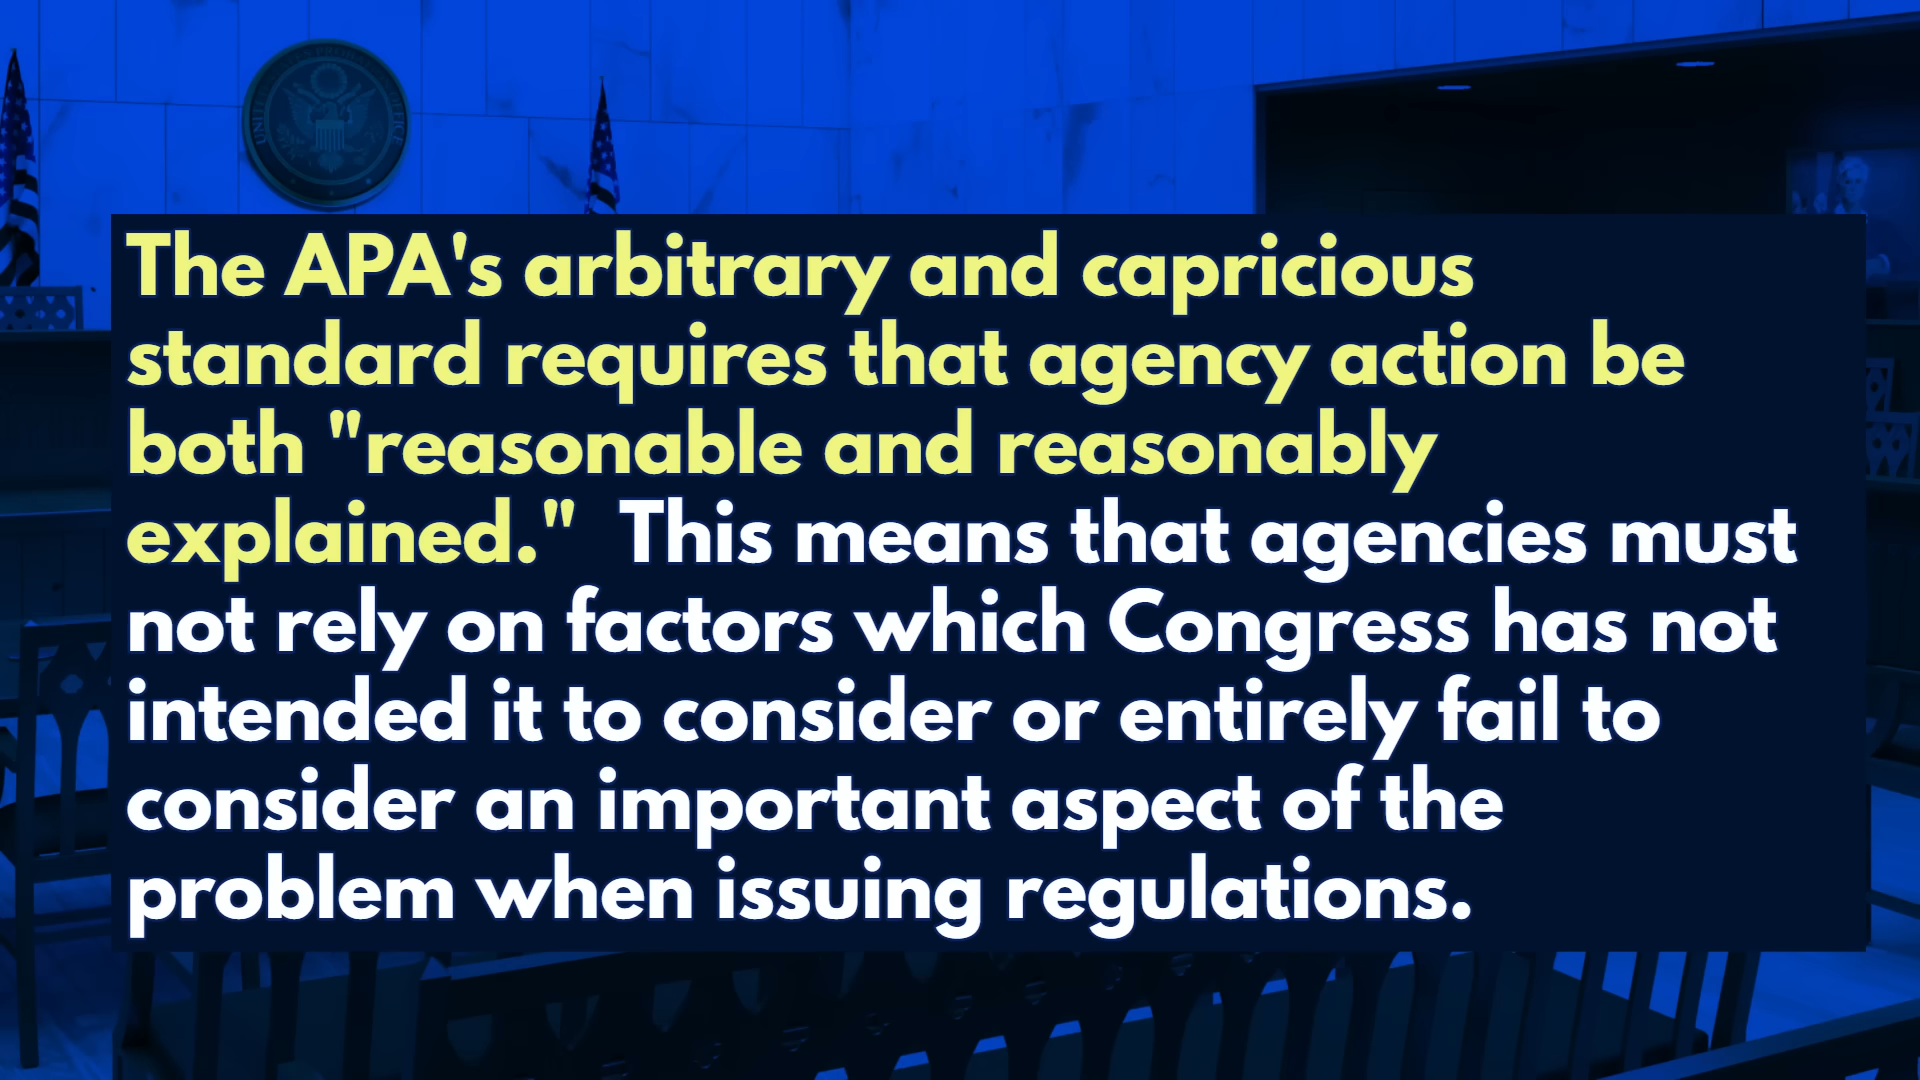 The APA's arbitrary and capricious
standard requires that agency action be
both "reasonable and reasonably
explained."  This means that agencies must
not rely on factors which Congress has not
intended it to consider or entirely fail to
consider an important aspect of the
problem when issuing regulations.